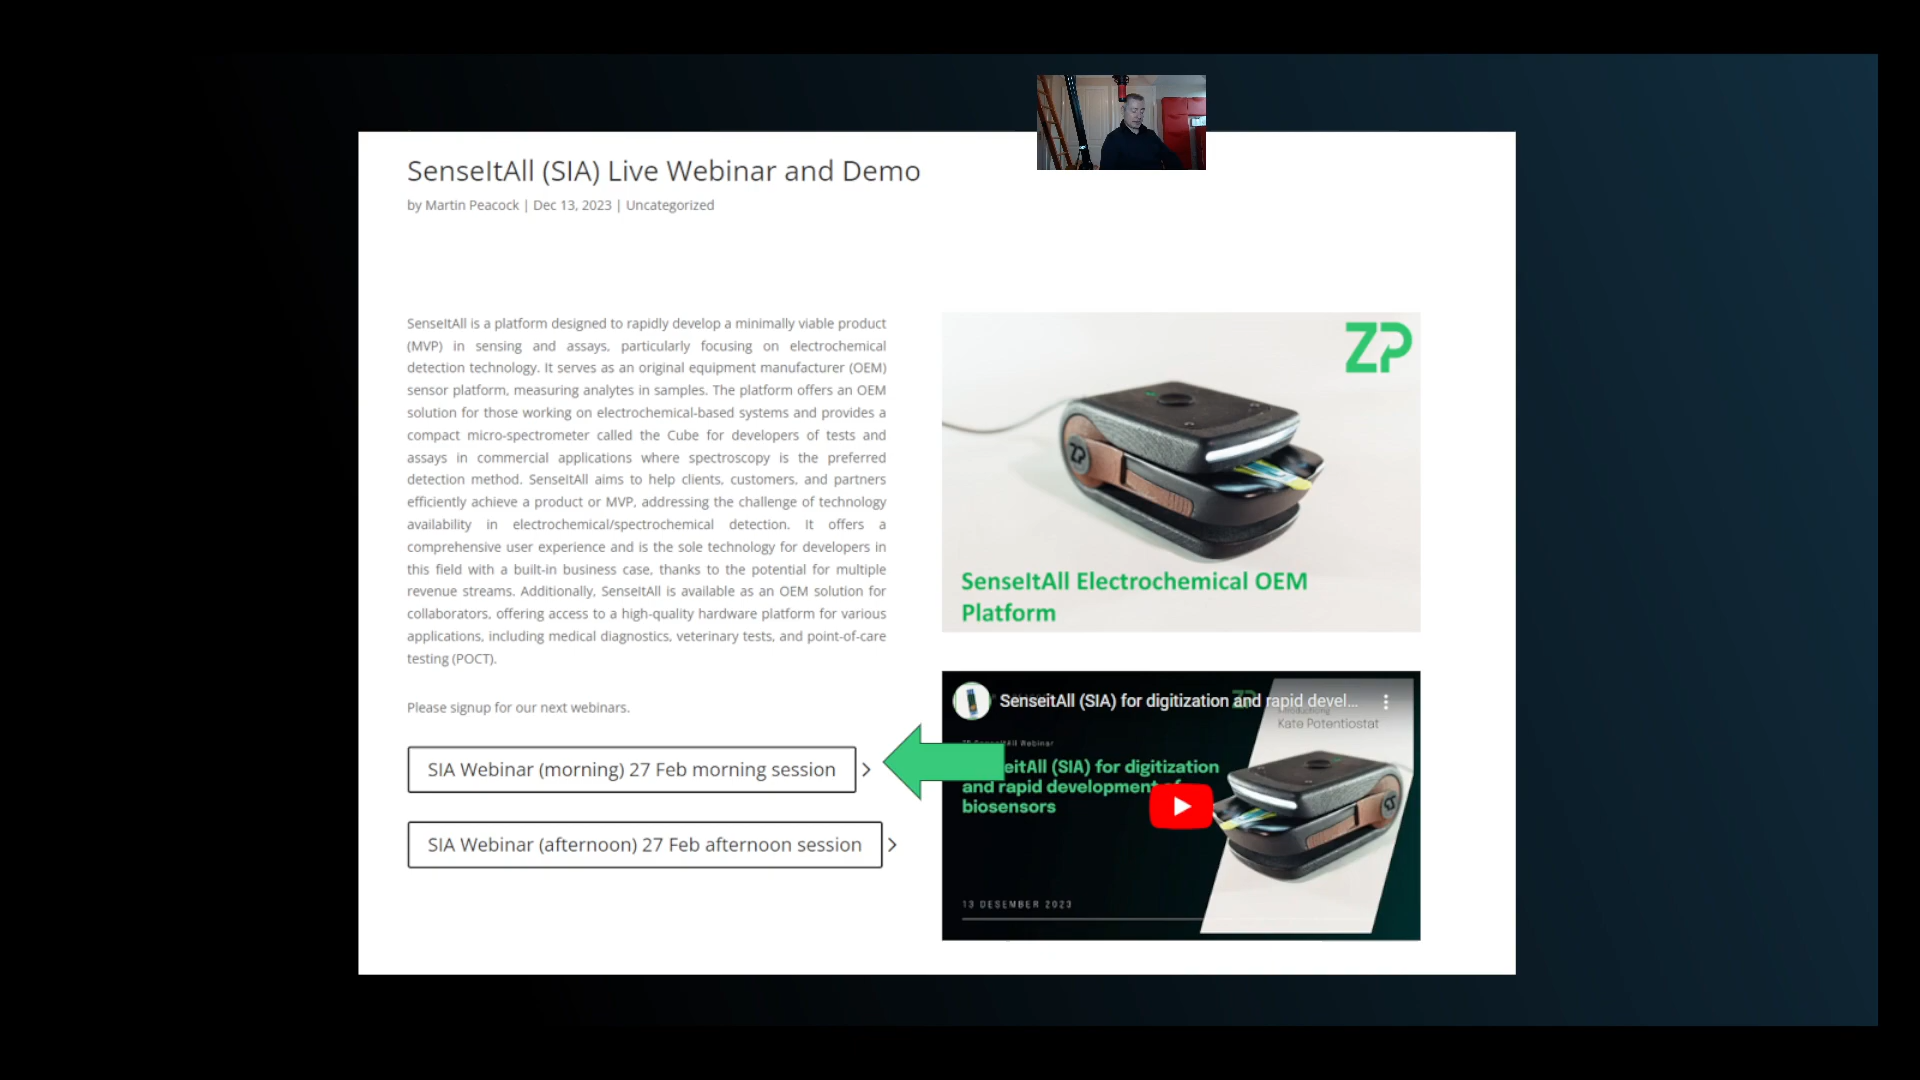 SenseItAll (SIA) Live Webinar and Demo
by Martin Peacock | Dec 13, 2023 | Uncategorized
SenseItAll is a platform designed to rapidly develop a minimally viable product
(MVP) in sensing and assays, particularly focusing on electrochemical
detection technology. It serves as an original equipment manufacturer (OEM)
sensor platform, measuring analytes in samples. The platform offers an OEM
solution for those working on electrochemical-based systems and provides a
compact micro-spectrometer called the Cube for developers of tests and
assays in commercial applications where spectroscopy is the preferred
detection method. SenseItAll aims to help clients, customers, and partners
efficiently achieve a product or MVP, addressing the challenge of technology
availability in electrochemical/spectrochemical detection. It offers a
comprehensive user experience and is the sole technology for developers in
this field with a built-in business case, thanks to the potential for multiple
revenue streams. Additionally, SenseItAll is available as an OEM solution for
collaborators, offering access to a high-quality hardware platform for various
applications, including medical diagnostics, veterinary tests, and point-of-care
testing (POCT).
Please signup for our next webinars.
SIA Webinar (morning) 27 Feb morning session
SIA Webinar (afternoon) 27 Feb afternoon session
ZP
ZP
SenseItAll Electrochemical OEM
Platform
SenseitAll (SIA) for digitization and rapid devel...
Kate Potentiostat
Webinar
eitAll (SIA) for digitization
and rapid development of
biosensors
13 DESEMBER 2023